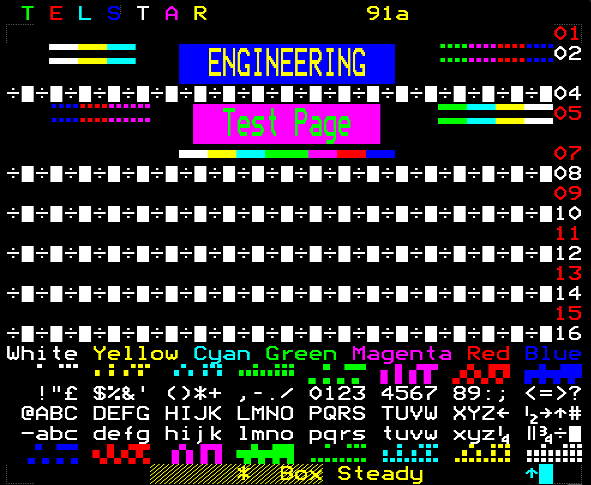 T E L S T A R 91a
01
ENGINEERING 02
÷█÷█÷█÷█÷█÷█÷█÷█÷█÷█÷█÷█÷█÷█÷█÷█÷█÷█÷█ 04
Test Page 05
07
÷█÷█÷█÷█÷█÷█÷█÷█÷█÷█÷█÷█÷█÷█÷█÷█÷█÷█÷█ 08
09
÷█÷█÷█÷█÷█÷█÷█÷█÷█÷█÷█÷█÷█÷█÷█÷█÷█÷█÷█ 10
11
÷█÷█÷█÷█÷█÷█÷█÷█÷█÷█÷█÷█÷█÷█÷█÷█÷█÷█÷█ 12
13
÷█÷█÷█÷█÷█÷█÷█÷█÷█÷█÷█÷█÷█÷█÷█÷█÷█÷█÷█ 14
15
÷█÷█÷█÷█÷█÷█÷█÷█÷█÷█÷█÷█÷█÷█÷█÷█÷█÷█÷█ 16
White Yellow Cyan Green Magenta Red Blue
!"£ $%&' ()*+ ,-./ 0123 4567 89:; <=>?
@ABC DEFG HIJK LMNO PQRS TUVW XYZ← ½→↑#
–abc defg hijk lmno pqrs tuvw xyz¼ ‖¾÷█
* Box Steady ↑